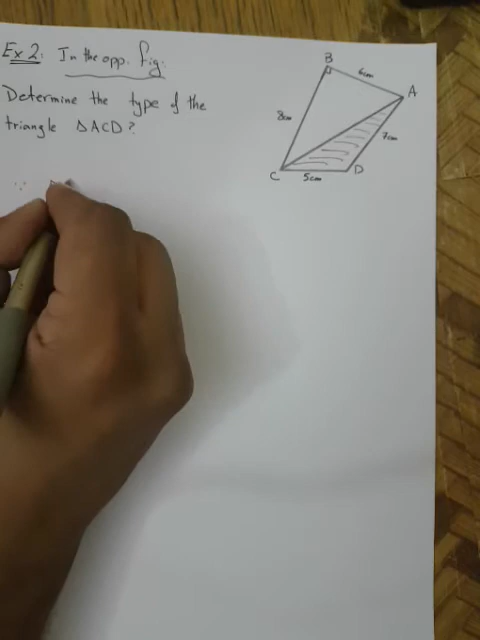 Ex 2: In the opp. fig.
Determine the type of the
triangle ΔACD?
B
6cm
A
8cm
7cm
C
5cm
D
∵